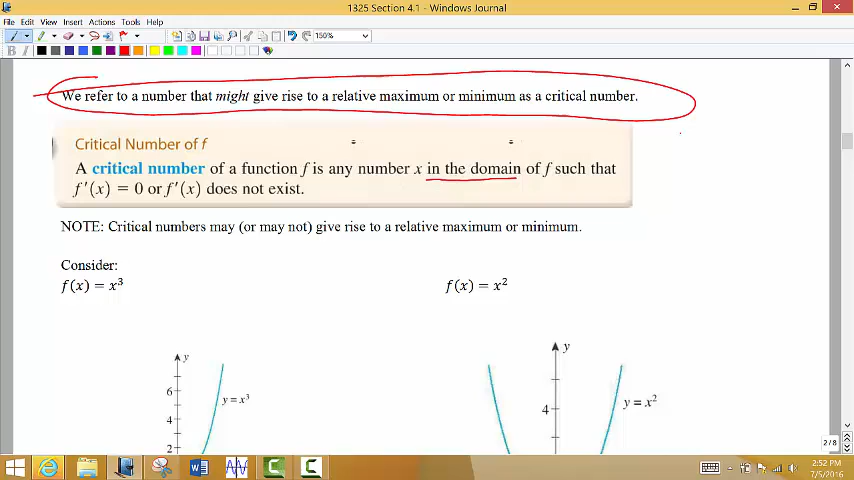 1325 Section 4.1 - Windows Journal
File Edit View Insert Actions Tools Help
150%
B I
We refer to a number that might give rise to a relative maximum or minimum as a critical number.
Critical Number of f
A critical number of a function f is any number x in the domain of f such that
f′(x) = 0 or f′(x) does not exist.
NOTE: Critical numbers may (or may not) give rise to a relative maximum or minimum.
Consider:
f(x) = x³ f(x) = x²
y y
6 y = x³ y = x²
4 4
2
2/8
2:52 PM
7/5/2016